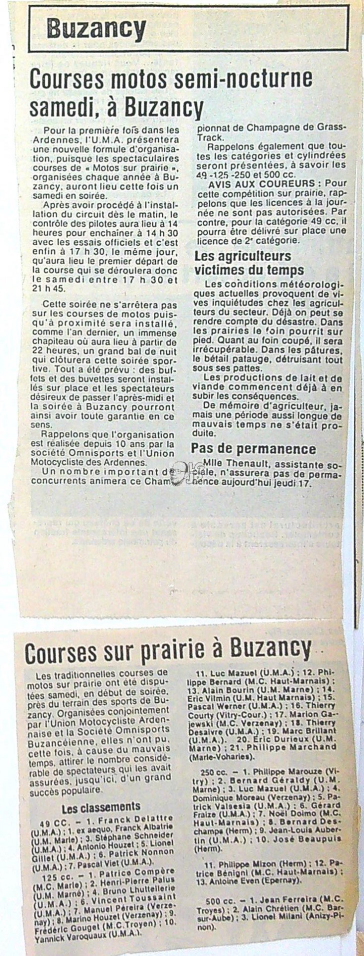 Buzancy
Courses motos semi-nocturne
samedi, à Buzancy
Pour la première fois dans les
Ardennes, l'U.M.A. présentera
une nouvelle formule d'organisa-
tion, puisque les spectaculaires
courses de « Motos sur prairie »,
organisées chaque année à Bu-
zancy, auront lieu cette fois un
samedi en soirée.
Après avoir procédé à l'instal-
lation du circuit dès le matin, le
contrôle des pilotes aura lieu à 14
heures pour enchaîner à 14 h 30
avec les essais officiels et c'est
enfin à 17 h 30, le même jour,
qu'aura lieu le premier départ de
la course qui se déroulera donc
le samedi entre 17 h 30 et
21 h 45.
Cette soirée ne s'arrêtera pas
sur les courses de motos puis-
qu'à proximité sera installé,
comme l'an dernier, un immense
chapiteau où aura lieu à partir de
22 heures, un grand bal de nuit
qui clôturera cette soirée spor-
tive. Tout a été prévu : des buf-
fets et des buvettes seront instal-
lés sur place et les spectateurs
désireux de passer l'après-midi et
la soirée à Buzancy pourront
ainsi avoir toute garantie en ce
sens.
Rappelons que l'organisation
est réalisée depuis 10 ans par la
société Omnisports et l'Union
Motocycliste des Ardennes.
Un nombre important de
concurrents animera ce Cham-
pionnat de Champagne de Grass-
Track.
Rappelons également que
toutes les catégories et cylindrées
seront présentées, à savoir les
49 -125 -250 et 500 cc.
AVIS AUX COUREURS : Pour
cette compétition sur prairie, rap-
pelons que les licences à la jour-
née ne sont pas autorisées. Par
contre, pour la catégorie 49 cc, il
pourra être délivré sur place une
licence de 2e catégorie.
Les agriculteurs
victimes du temps
Les conditions météorologi-
ques actuelles provoquent de vi-
ves inquiétudes chez les agricul-
teurs du secteur. Déjà on peut se
rendre compte du désastre. Dans
les prairies le foin pourrit sur
pied. Quant au foin coupé, il sera
irrécupérable. Dans les pâtures,
le bétail patauge, détruisant tout
sous ses pattes.
Les productions de lait et de
viande commencent déjà à en
subir les conséquences.
De mémoire d'agriculteur, ja-
mais une période aussi longue de
mauvais temps ne s'était pro-
duite.
Pas de permanence
Mlle Thenault, assistante so-
ciale, n'assurera pas de perma-
nence aujourd'hui jeudi 17.
Courses sur prairie à Buzancy
Les traditionnelles courses de
motos sur prairie ont été dispu-
tées samedi, en début de soirée,
près du terrain des sports de Bu-
zancy. Organisées conjointement
par l'Union Motocycliste Arden-
naise et la Société Omnisports
Buzancéenne, elles n'ont pu
cette fois, à cause du mauvais
temps, attirer le nombre considé-
rable de spectateurs qui les avait
assurées, jusqu'ici, d'un grand
succès populaire.
Les classements
49 CC. – 1. Franck Delattre
(U.M.A.) ; 1. ex aequo, Franck Albatrie
(U.M. Marle) ; 3. Stéphane Schneider
(U.M.A.) ; 4. Antonio Houzel ; 5. Lionel
Gillet (U.M.A.) ; 6. Patrick Nonnon
(U.M.A.) ; 7. Pascal Viet (U.M.A.).
125 cc. – 1. Patrice Compère
(M.C. Marle) ; 2. Henri-Pierre Palus
(U.M. Marne) ; 4. Bruno Lhuttellerie
(U.M.A.) ; 6. Vincent Toussaint
(U.M.A.) ; 7. Manuel Péreira (Verze-
nay) ; 8. Marino Houzel (Verzenay) ; 9.
Frédéric Gougel (M.C.Troyen) ; 10.
Yannick Varoquaux (U.M.A.).
11. Luc Mazuel (U.M.A.) ; 12. Phi-
lippe Bernard (M.C. Haut-Marnais) ;
13. Alain Bourin (U.M. Marne) ; 14.
Eric Vilmin (U.M Haut Marnais) ; 15.
Pascal Werner (U.M.A.) ; 16. Thierry
Courty (Vitry-Cour.) ; 17. Marion Ga-
jewski (M.C. Verzenay) ; 18. Thierry
Desaivre (U.M.A.) ; 19. Marc Brillant
(U.M.A.) ; 20. Eric Durieux (U.M.
Marne) ; 21. Philippe Marchand
(Marle-Voharies).
250 cc. – 1. Philippe Marouze (Vi-
try) ; 2. Bernard Géraldy (U.M.
Marne) ; 3. Luc Mazuel (U.M.A.) ; 4.
Dominique Moreau (Verzenay) ; 5. Pa-
trick Valtesia (U.M.A.) ; 6. Gérard
Fraize (U.M.A.) ; 7. Noël Doimo (M.C.
Haut-Marnais) ; 8. Bernard Des-
champs (Herm) ; 9. Jean-Louis Auber-
tin (U.M.A.) ; 10. José Beaupuis
(Herm).
11. Philippe Mizon (Herm) ; 12. Pa-
trice Bénigni (M.C. Haut-Marnais) ;
13. Antoine Even (Epernay).
500 cc. – 1. Jean Ferreira (M.C.
Troyes) ; 2. Alain Chrétien (M.C. Bar-
sur-Aube) ; 3. Lionel Milani (Anizy-Pi-
non).